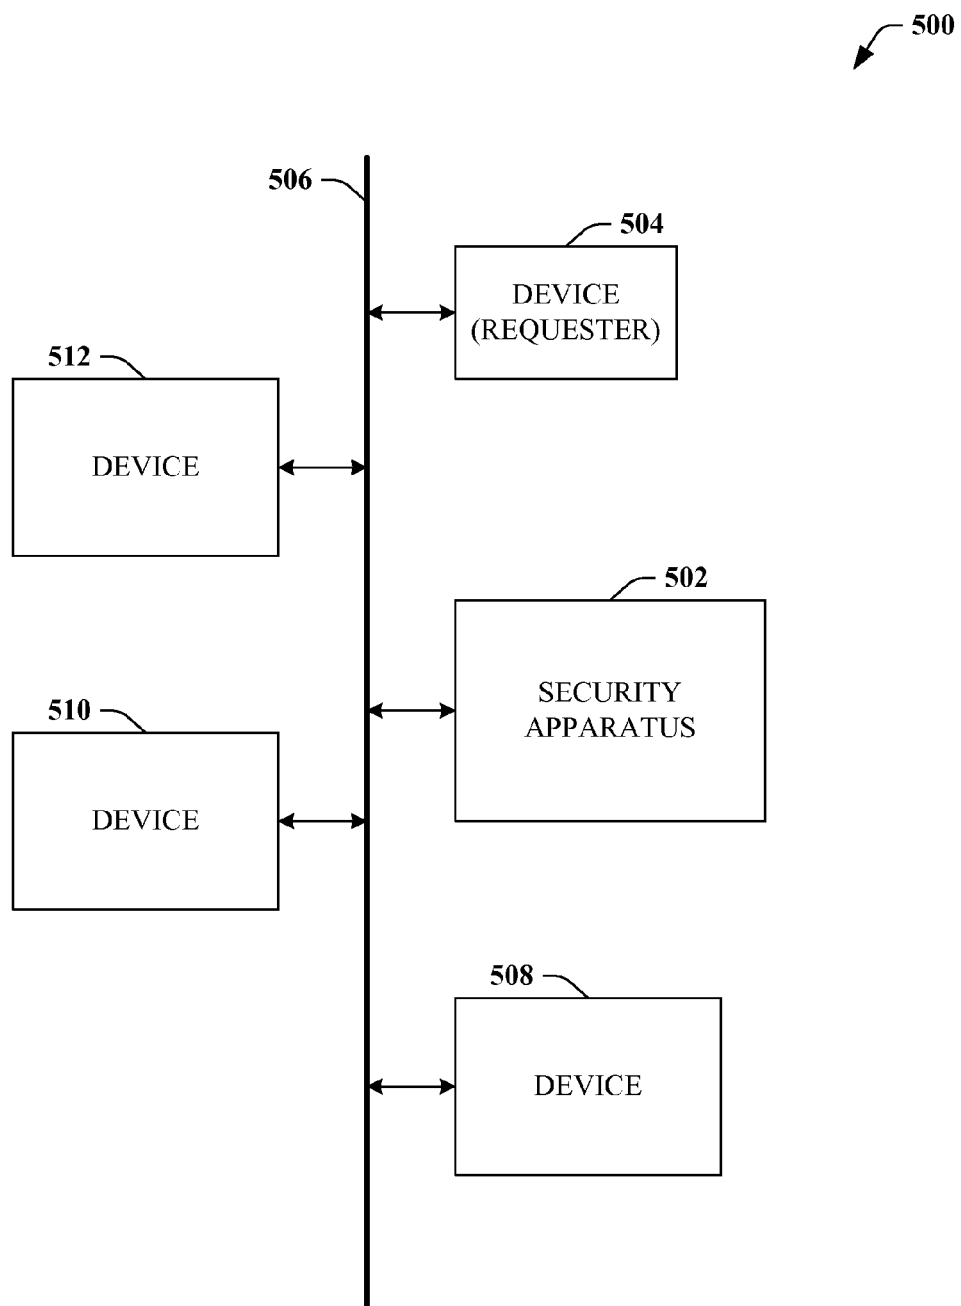 500
506
504
DEVICE
(REQUESTER)
512
DEVICE
502
SECURITY
APPARATUS
510
DEVICE
508
DEVICE